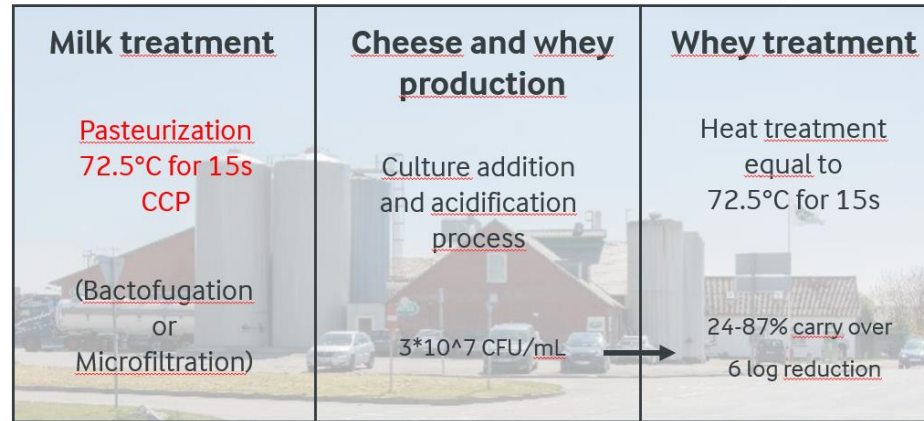 Milk treatment
Pasteurization
72.5°C for 15s
CCP
(Bactofugation
or
Microfiltration)
Cheese and whey
production
Culture addition
and acidification
process
3*10^7 CFU/mL
Whey treatment
Heat treatment
equal to
72.5°C for 15s
24-87% carry over
6 log reduction